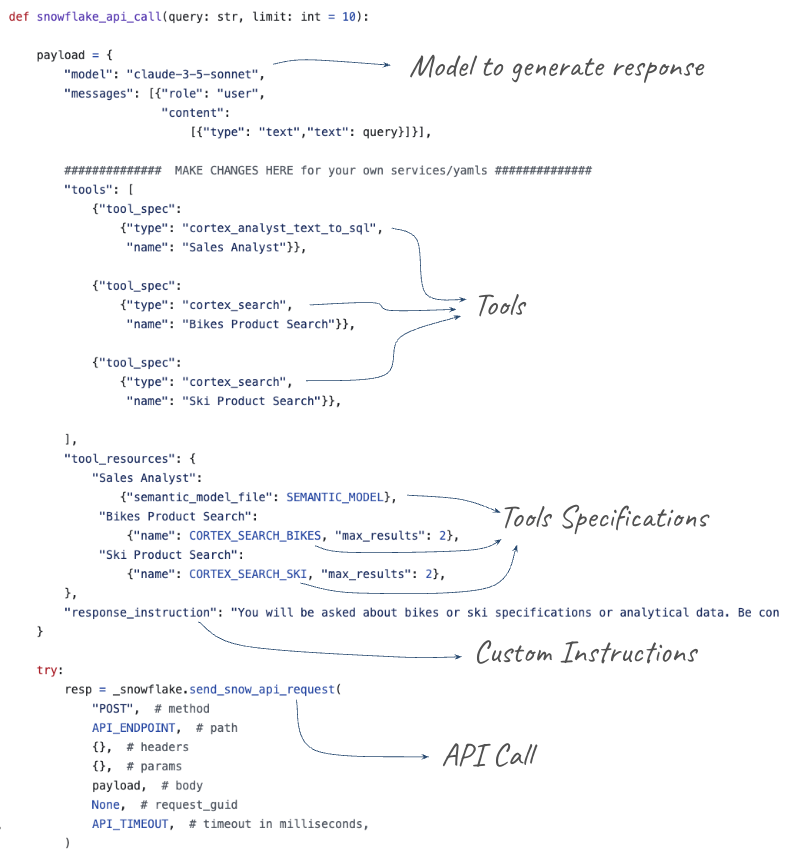 def snowflake_api_call(query: str, limit: int = 10):
payload = {
"model": "claude-3-5-sonnet",
Model to generate response
"messages": [{"role": "user",
"content":
[{"type": "text","text": query}]}],
############## MAKE CHANGES HERE for your own services/yamls ##############
"tools": [
{"tool_spec":
{"type": "cortex_analyst_text_to_sql",
"name": "Sales Analyst"}},
{"tool_spec":
{"type": "cortex_search",
Tools
"name": "Bikes Product Search"}},
{"tool_spec":
{"type": "cortex_search",
"name": "Ski Product Search"}},
],
"tool_resources": {
"Sales Analyst":
{"semantic_model_file": SEMANTIC_MODEL},
"Bikes Product Search":
Tools Specifications
{"name": CORTEX_SEARCH_BIKES, "max_results": 2},
"Ski Product Search":
{"name": CORTEX_SEARCH_SKI, "max_results": 2},
},
"response_instruction": "You will be asked about bikes or ski specifications or analytical data. Be con
}
Custom Instructions
try:
resp = _snowflake.send_snow_api_request(
"POST", # method
API_ENDPOINT, # path
{}, # headers
API Call
{}, # params
payload, # body
None, # request_guid
API_TIMEOUT, # timeout in milliseconds,
)